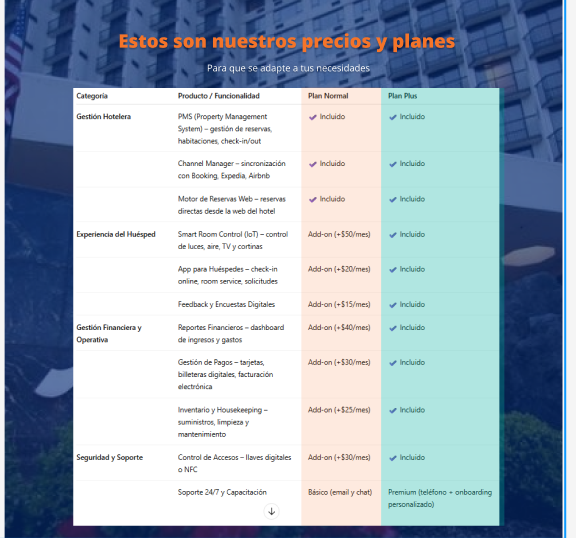 Estos son nuestros precios y planes
Para que se adapte a tus necesidades
Categoría Producto / Funcionalidad Plan Normal Plan Plus
Gestión Hotelera PMS (Property Management ✔ Incluido ✔ Incluido
System) – gestión de reservas,
habitaciones, check-in/out
Channel Manager – sincronización ✔ Incluido ✔ Incluido
con Booking, Expedia, Airbnb
Motor de Reservas Web – reservas ✔ Incluido ✔ Incluido
directas desde la web del hotel
Experiencia del Huésped Smart Room Control (IoT) – control Add-on (+$50/mes) ✔ Incluido
de luces, aire, TV y cortinas
App para Huéspedes – check-in Add-on (+$20/mes) ✔ Incluido
online, room service, solicitudes
Feedback y Encuestas Digitales Add-on (+$15/mes) ✔ Incluido
Gestión Financiera y Reportes Financieros – dashboard Add-on (+$40/mes) ✔ Incluido
Operativa de ingresos y gastos
Gestión de Pagos – tarjetas, Add-on (+$30/mes) ✔ Incluido
billeteras digitales, facturación
electrónica
Inventario y Housekeeping – Add-on (+$25/mes) ✔ Incluido
suministros, limpieza y
mantenimiento
Seguridad y Soporte Control de Accesos – llaves digitales Add-on (+$30/mes) ✔ Incluido
o NFC
Soporte 24/7 y Capacitación Básico (email y chat) Premium (teléfono + onboarding
personalizado)